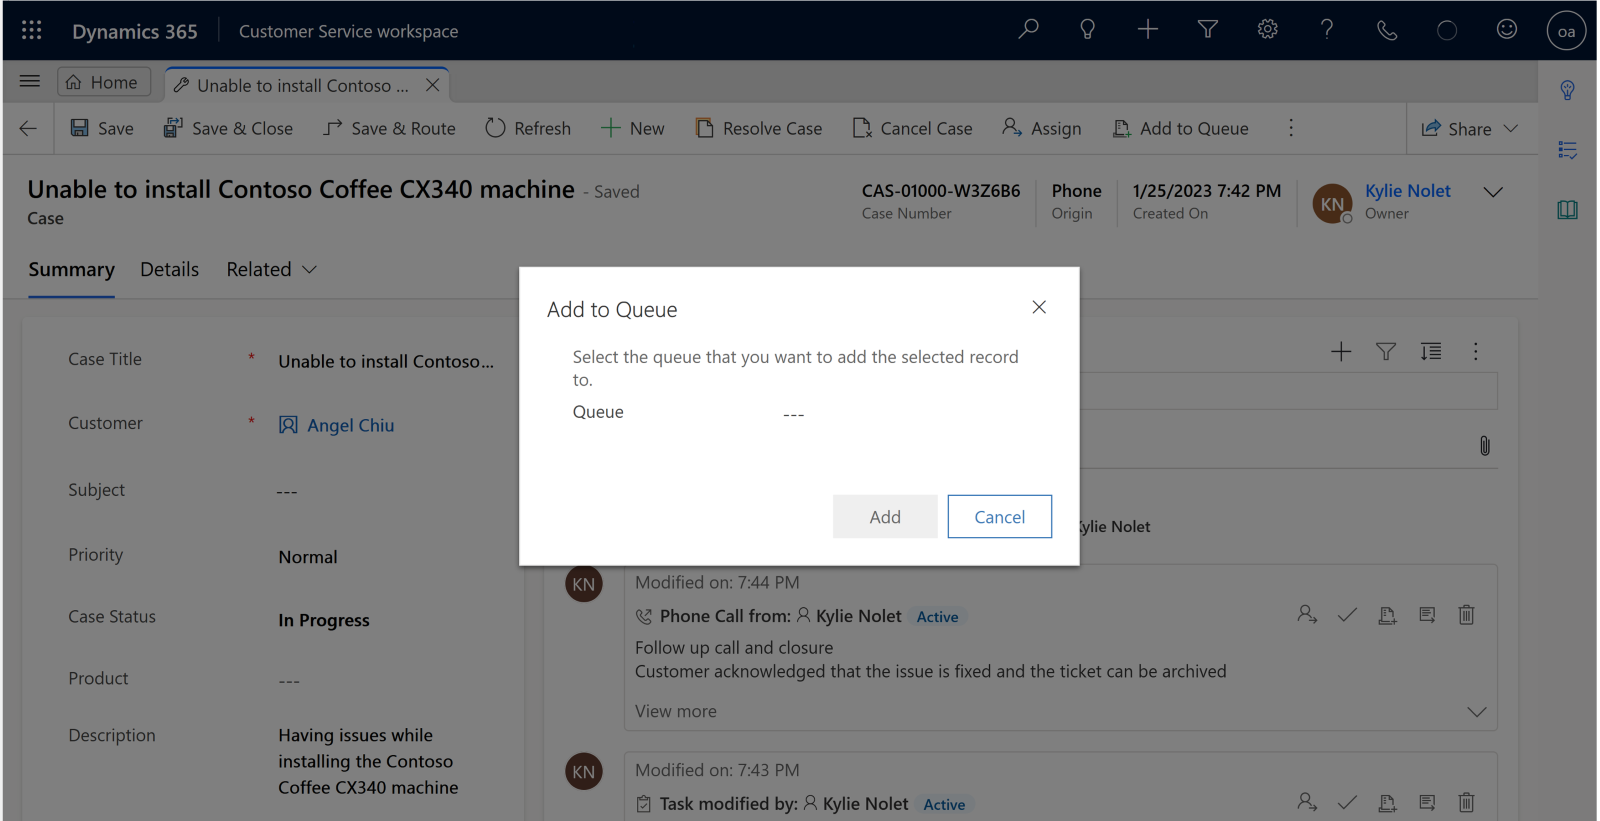 Dynamics 365
Customer Service workspace
oa
Home
Unable to install Contoso ...
Save
Save & Close
Save & Route
Refresh
New
Resolve Case
Cancel Case
Assign
Add to Queue
Share
Unable to install Contoso Coffee CX340 machine - Saved
Case
CAS-01000-W3Z6B6
Case Number
Phone
Origin
1/25/2023 7:42 PM
Created On
KN
Kylie Nolet
Owner
Summary
Details
Related
Add to Queue
Select the queue that you want to add the selected record
to.
Queue
---
Add
Cancel
Case Title
*
Unable to install Contoso...
Customer
*
Angel Chiu
Subject
---
Priority
Normal
Case Status
In Progress
Product
---
Description
Having issues while
installing the Contoso
Coffee CX340 machine
ylie Nolet
KN
Modified on: 7:44 PM
Phone Call from: Kylie Nolet Active
Follow up call and closure
Customer acknowledged that the issue is fixed and the ticket can be archived
View more
KN
Modified on: 7:43 PM
Task modified by: Kylie Nolet Active